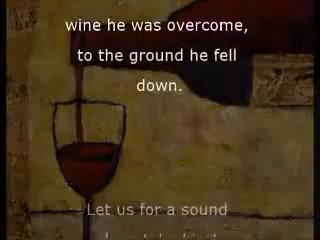 wine he was overcome,
to the ground he fell
down.
Let us for a sound